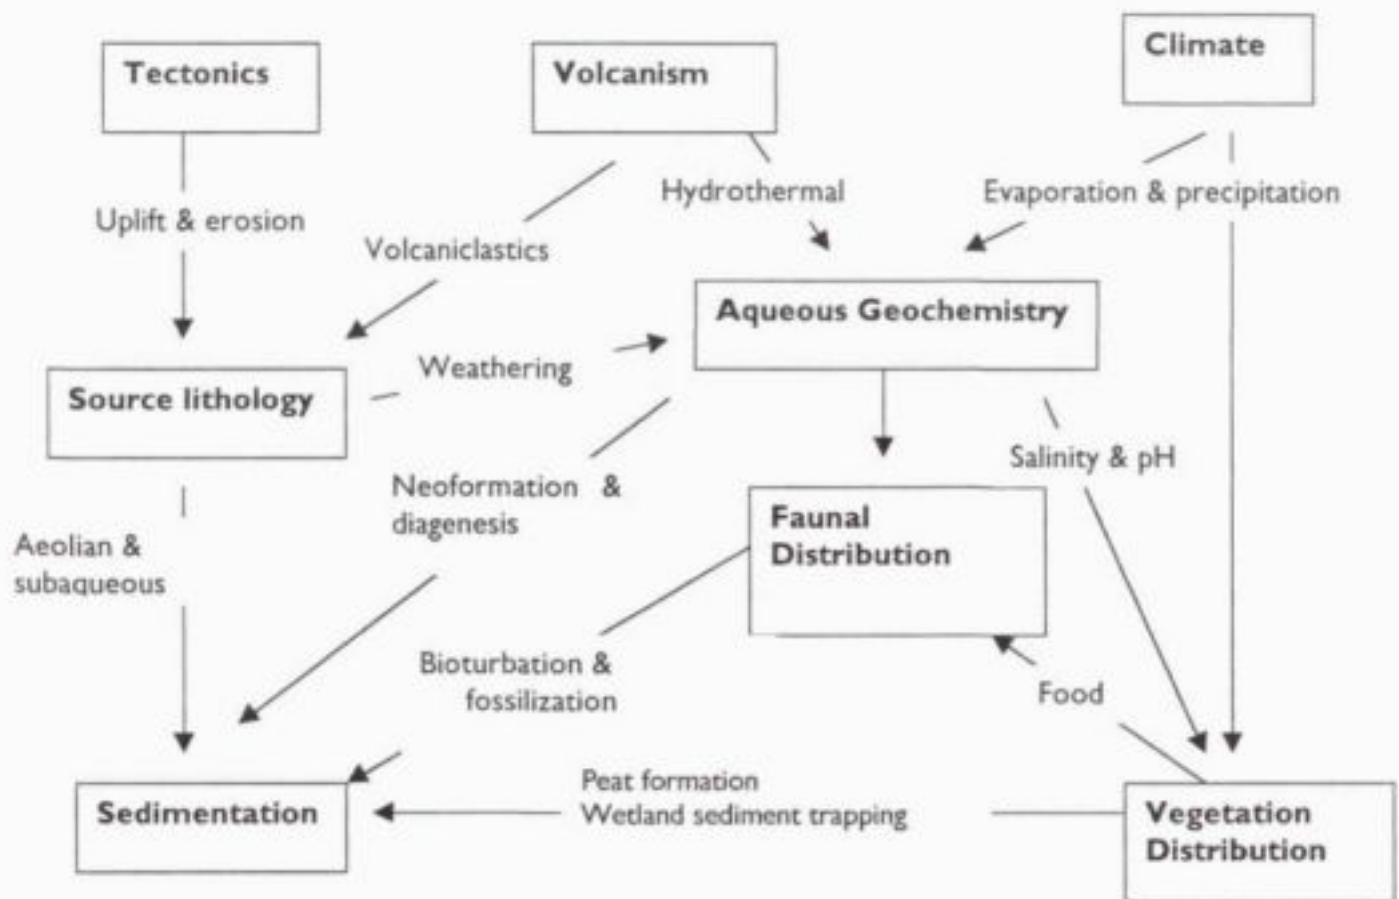 Tectonics
Volcanism
Climate
Hydrothermal
Evaporation & precipitation
Uplift & erosion
Volcaniclastics
Aqueous Geochemistry
Weathering
Source lithology
Salinity & pH
Neoformation &
diagenesis
Faunal
Distribution
Aeolian &
subaqueous
Bioturbation &
fossilization
Food
Peat formation
Wetland sediment trapping
Sedimentation
Vegetation
Distribution